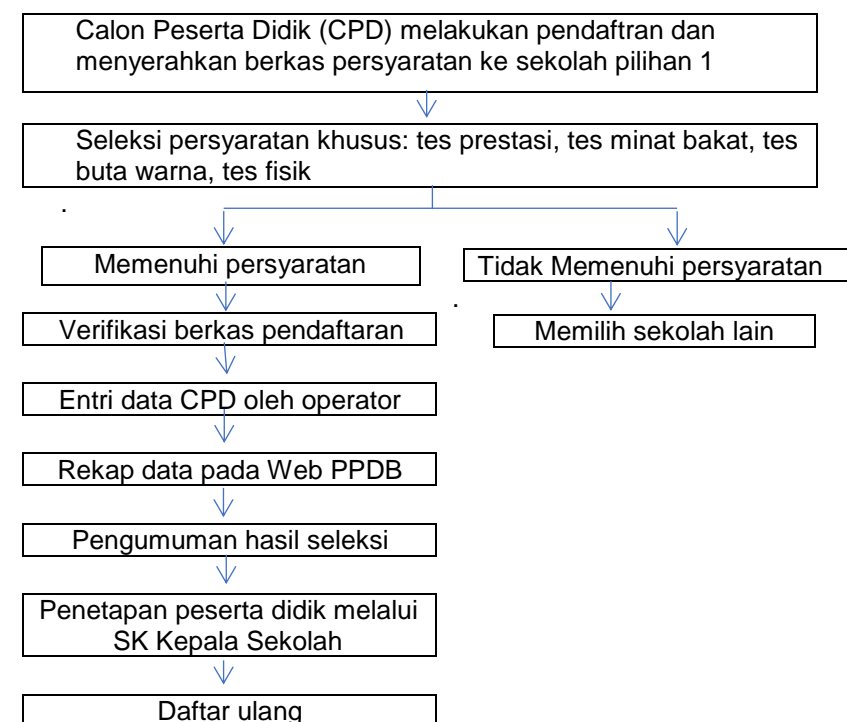 Calon Peserta Didik (CPD) melakukan pendaftran dan
menyerahkan berkas persyaratan ke sekolah pilihan 1
Seleksi persyaratan khusus: tes prestasi, tes minat bakat, tes
buta warna, tes fisik
.
Memenuhi persyaratan
Tidak Memenuhi persyaratan
.
Verifikasi berkas pendaftaran
Memilih sekolah lain
Entri data CPD oleh operator
Rekap data pada Web PPDB
Pengumuman hasil seleksi
Penetapan peserta didik melalui
SK Kepala Sekolah
Daftar ulang